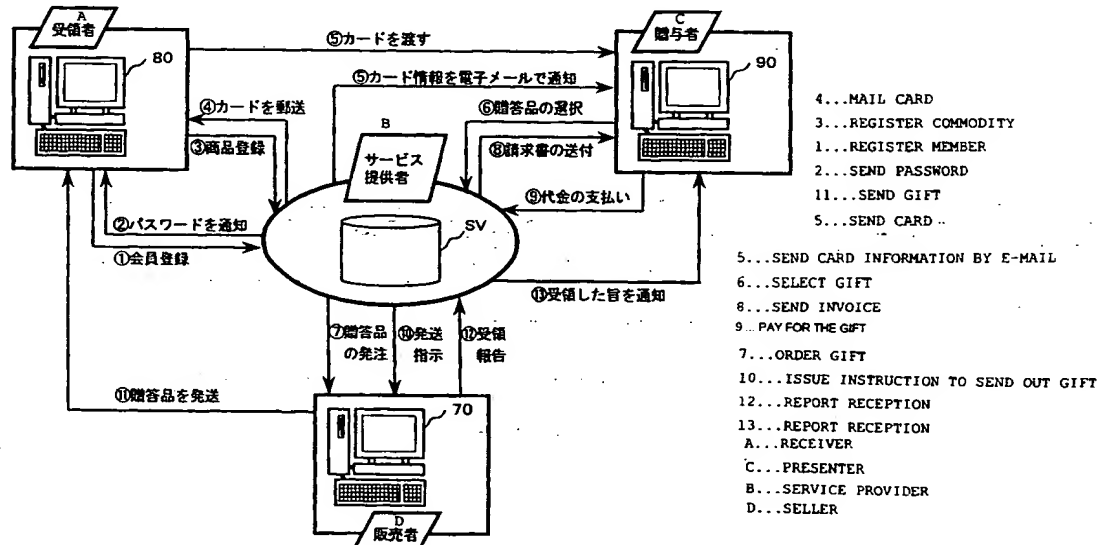 A
受領者
80
⑤カードを渡す
C
贈与者
90
⑤カード情報を電子メールで通知
④カードを郵送
⑥贈答品の選択
③商品登録
B
サービス
提供者
⑧請求書の送付
②パスワードを通知
SV
⑨代金の支払い
①会員登録
⑬受領した旨を通知
⑦贈答品
の発注
⑩発送
指示
⑫受領
報告
⑪贈答品を発送
70
D
販売者
4...MAIL CARD
3...REGISTER COMMODITY
1...REGISTER MEMBER
2...SEND PASSWORD
11...SEND GIFT
5...SEND CARD
5...SEND CARD INFORMATION BY E-MAIL
6...SELECT GIFT
8...SEND INVOICE
9...PAY FOR THE GIFT
7...ORDER GIFT
10...ISSUE INSTRUCTION TO SEND OUT GIFT
12...REPORT RECEPTION
13...REPORT RECEPTION
A...RECEIVER
C...PRESENTER
B...SERVICE PROVIDER
D...SELLER